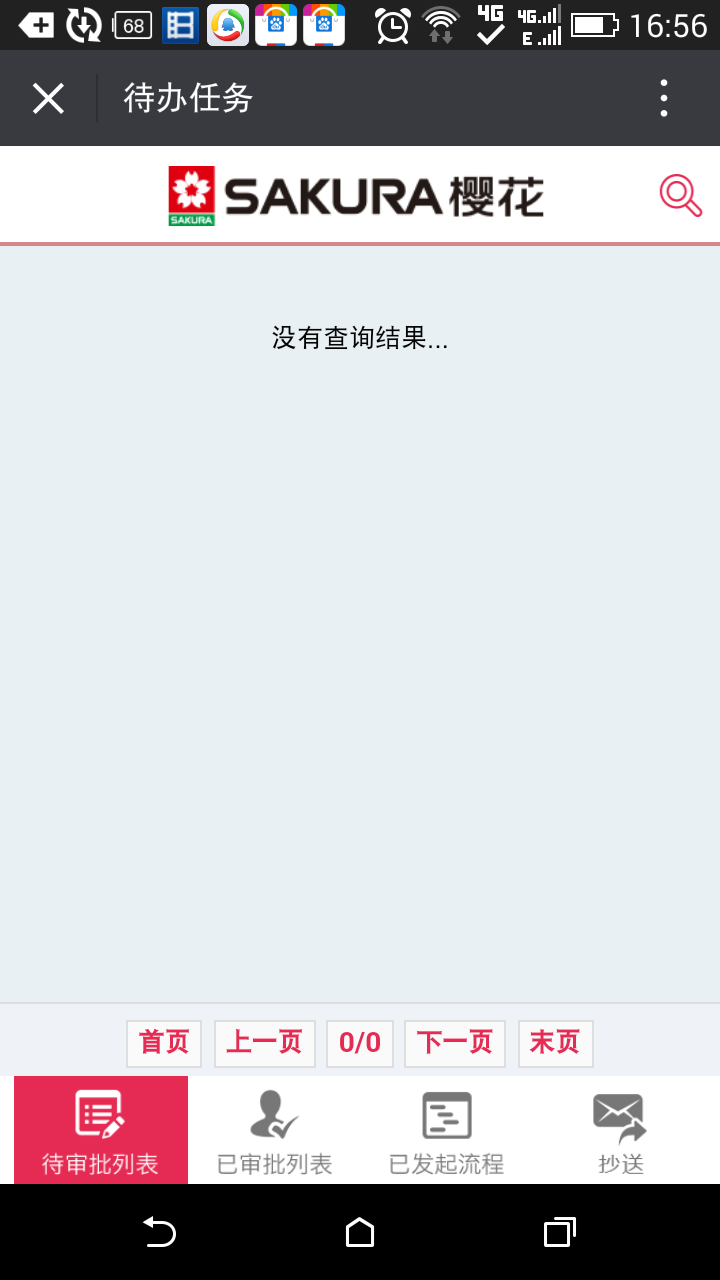 68
4G
4G
E
16:56
待办任务
SAKURA
SAKURA樱花
没有查询结果...
首页 上一页 0/0 下一页 末页
待审批列表 已审批列表 已发起流程 抄送